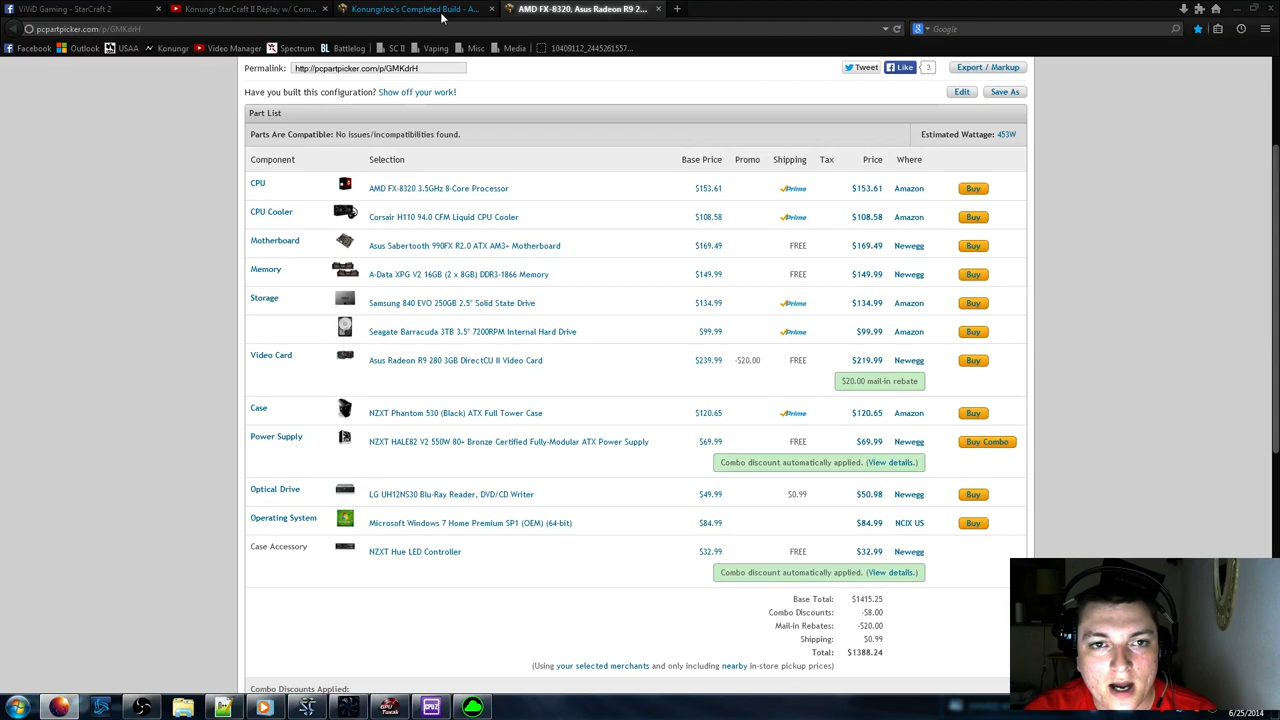 ViViD Gaming - StarCraft 2 × Konungr StarCraft II Replay w/ Com... × KonungrJoe's Completed Build - A... × AMD FX-8320, Asus Radeon R9 2... × +
pcpartpicker.com/p/GMKdrH Google
Facebook Outlook USAA Konungr Video Manager Spectrum Battlelog SC II Vaping Misc Media 10409112_2445261557...
Permalink: http://pcpartpicker.com/p/GMKdrH Tweet Like 3 Export / Markup
Have you built this configuration? Show off your work! Edit Save As
Part List
Parts Are Compatible: No issues/incompatibilities found. Estimated Wattage: 453W
Component Selection Base Price Promo Shipping Tax Price Where
CPU AMD FX-8320 3.5GHz 8-Core Processor $153.61 Prime $153.61 Amazon Buy
CPU Cooler Corsair H110 94.0 CFM Liquid CPU Cooler $108.58 Prime $108.58 Amazon Buy
Motherboard Asus Sabertooth 990FX R2.0 ATX AM3+ Motherboard $169.49 FREE $169.49 Newegg Buy
Memory A-Data XPG V2 16GB (2 x 8GB) DDR3-1866 Memory $149.99 FREE $149.99 Newegg Buy
Storage Samsung 840 EVO 250GB 2.5" Solid State Drive $134.99 Prime $134.99 Amazon Buy
Seagate Barracuda 3TB 3.5" 7200RPM Internal Hard Drive $99.99 Prime $99.99 Amazon Buy
Video Card Asus Radeon R9 280 3GB DirectCU II Video Card $239.99 -$20.00 FREE $219.99 Newegg Buy
$20.00 mail-in rebate
Case NZXT Phantom 530 (Black) ATX Full Tower Case $120.65 Prime $120.65 Amazon Buy
Power Supply NZXT HALE82 V2 550W 80+ Bronze Certified Fully-Modular ATX Power Supply $69.99 FREE $69.99 Newegg Buy Combo
Combo discount automatically applied. (View details.)
Optical Drive LG UH12NS30 Blu-Ray Reader, DVD/CD Writer $49.99 $0.99 $50.98 Newegg Buy
Operating System Microsoft Windows 7 Home Premium SP1 (OEM) (64-bit) $84.99 $84.99 NCIX US Buy
Case Accessory NZXT Hue LED Controller $32.99 FREE $32.99 Newegg
Combo discount automatically applied. (View details.)
Base Total: $1415.25
Combo Discounts: -$8.00
Mail-in Rebates: -$20.00
Shipping: $0.99
Total: $1388.24
(Using your selected merchants and only including nearby in-store pickup prices)
Combo Discounts Applied:
6/25/2014